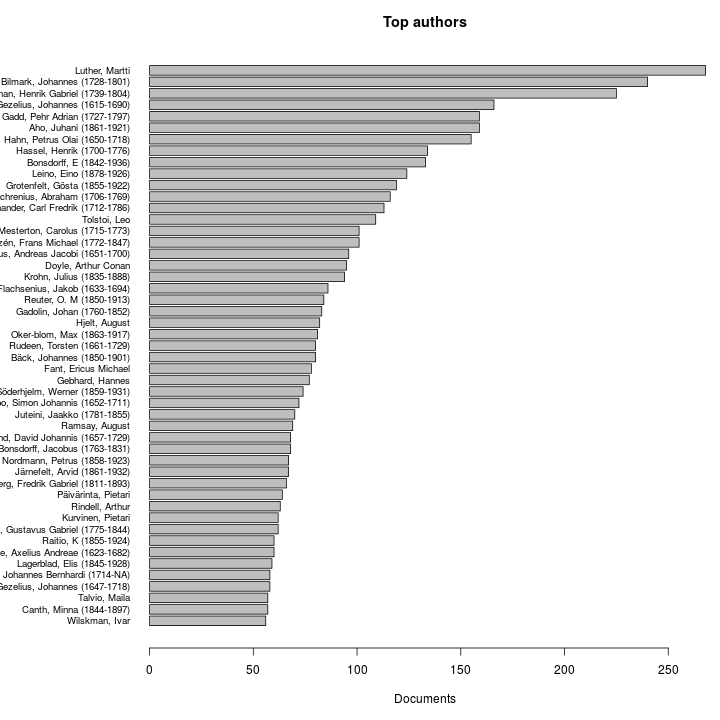 Top authors
Luther, Martti
Bilmark, Johannes (1728-1801)
Henrik Gabriel (1739-1804)
Gezelius, Johannes (1615-1690)
Gadd, Pehr Adrian (1727-1797)
Aho, Juhani (1861-1921)
Hahn, Petrus Olai (1650-1718)
Hassel, Henrik (1700-1776)
Bonsdorff, E (1842-1936)
Leino, Eino (1878-1926)
Grotenfelt, Gösta (1855-1922)
chrenius, Abraham (1706-1769)
ander, Carl Fredrik (1712-1786)
Tolstoi, Leo
Mesterton, Carolus (1715-1773)
zén, Frans Michael (1772-1847)
us, Andreas Jacobi (1651-1700)
Doyle, Arthur Conan
Krohn, Julius (1835-1888)
Flachsenius, Jakob (1633-1694)
Reuter, O. M (1850-1913)
Gadolin, Johan (1760-1852)
Hjelt, August
Oker-blom, Max (1863-1917)
Rudeen, Torsten (1661-1729)
Bäck, Johannes (1850-1901)
Fant, Ericus Michael
Gebhard, Hannes
Söderhjelm, Werner (1859-1931)
o, Simon Johannis (1652-1711)
Juteini, Jaakko (1781-1855)
Ramsay, August
nd, David Johannis (1657-1729)
Bonsdorff, Jacobus (1763-1831)
Nordmann, Petrus (1858-1923)
Järnefelt, Arvid (1861-1932)
erg, Fredrik Gabriel (1811-1893)
Päivärinta, Pietari
Rindell, Arthur
Kurvinen, Pietari
, Gustavus Gabriel (1775-1844)
Raitio, K (1855-1924)
e, Axelius Andreae (1623-1682)
Lagerblad, Elis (1845-1928)
Johannes Bernhardi (1714-NA)
Gezelius, Johannes (1647-1718)
Talvio, Maila
Canth, Minna (1844-1897)
Wilskman, Ivar
0 50 100 150 200 250
Documents